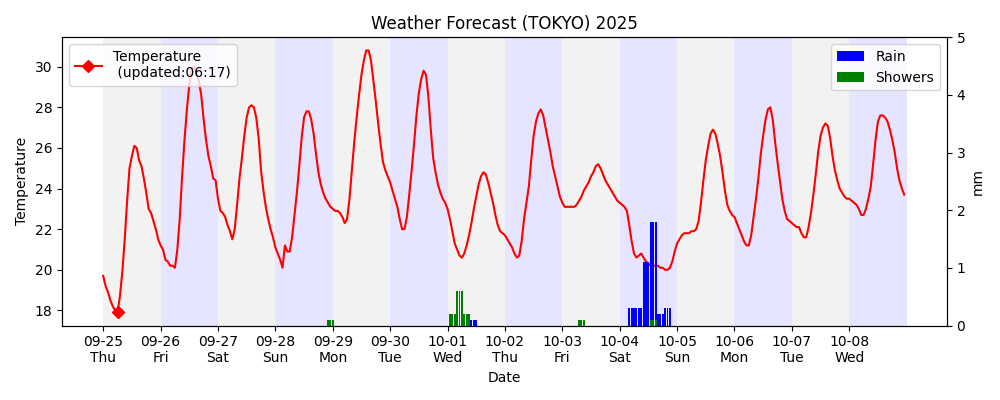 Weather Forecast (TOKYO) 2025
Temperature
(updated:06:17)
Rain
Showers
Temperature
30
28
26
24
22
20
18
5
4
3
2
1
0
mm
09-25 09-26 09-27 09-28 09-29 09-30 10-01 10-02 10-03 10-04 10-05 10-06 10-07 10-08
Thu Fri Sat Sun Mon Tue Wed Thu Fri Sat Sun Mon Tue Wed
Date